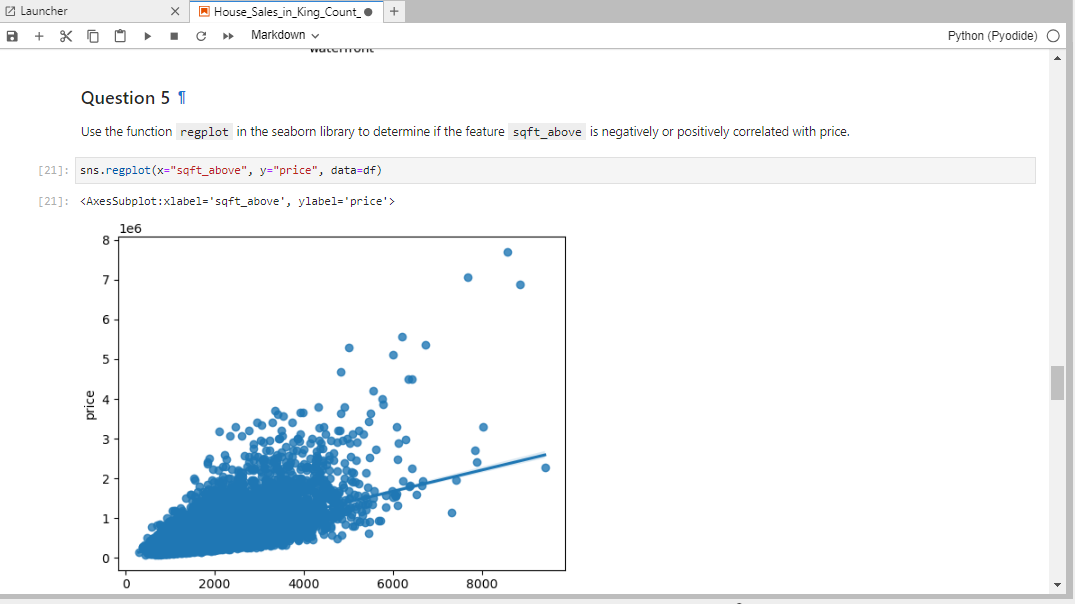 Launcher
House_Sales_in_King_Count_
Markdown
Python (Pyodide)
waterfront
Question 5 ¶
Use the function regplot in the seaborn library to determine if the feature sqft_above is negatively or positively correlated with price.
[21]: sns.regplot(x="sqft_above", y="price", data=df)
[21]: <AxesSubplot:xlabel='sqft_above', ylabel='price'>
1e6
8
7
6
5
4
3
2
1
0
price
0 2000 4000 6000 8000